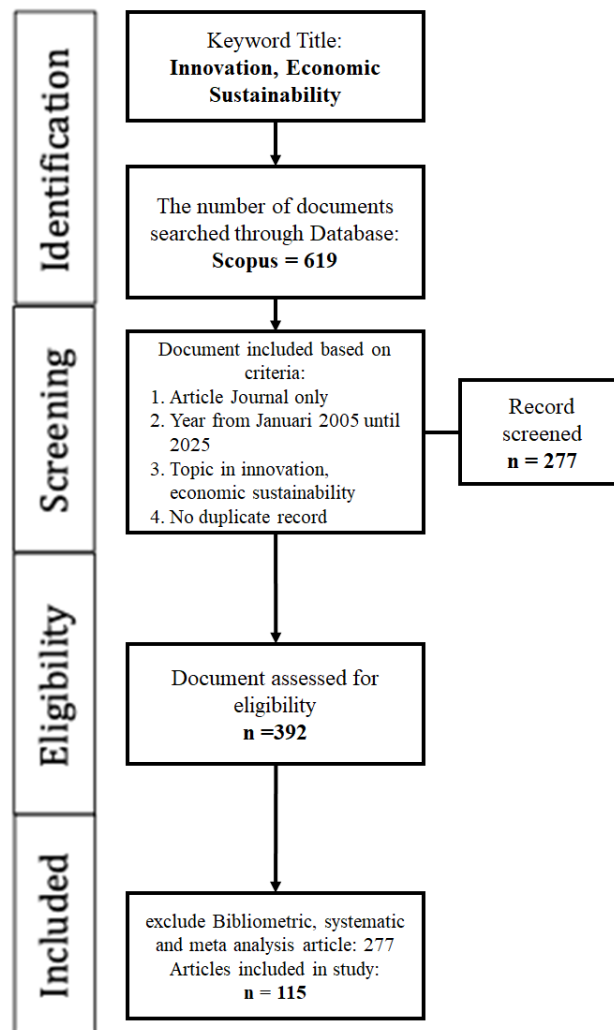 Identification
Keyword Title:
Innovation, Economic
Sustainability
The number of documents
searched through Database:
Scopus = 619
Screening
Document included based on
criteria:
1. Article Journal only
2. Year from Januari 2005 until
2025
3. Topic in innovation,
economic sustainability
4. No duplicate record
Record
screened
n = 277
Eligibility
Document assessed for
eligibility
n =392
Included
exclude Bibliometric, systematic
and meta analysis article: 277
Articles included in study:
n = 115